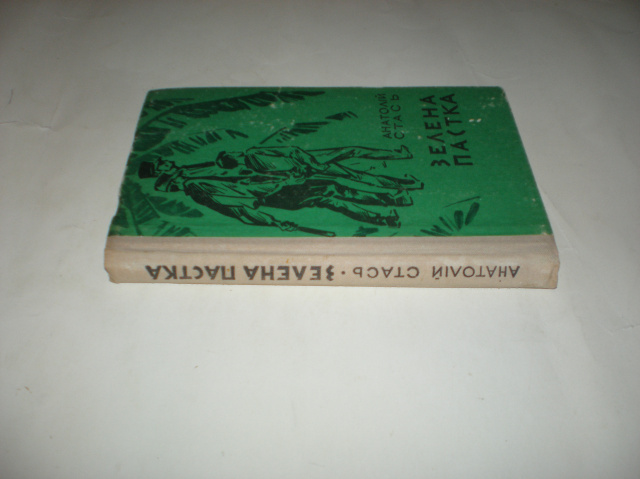 АНАТОЛІЙ
СТАСЬ
ЗЕЛЕНА
ПАСТКА
АНАТОЛІЙ СТАСЬ · ЗЕЛЕНА ПАСТКА